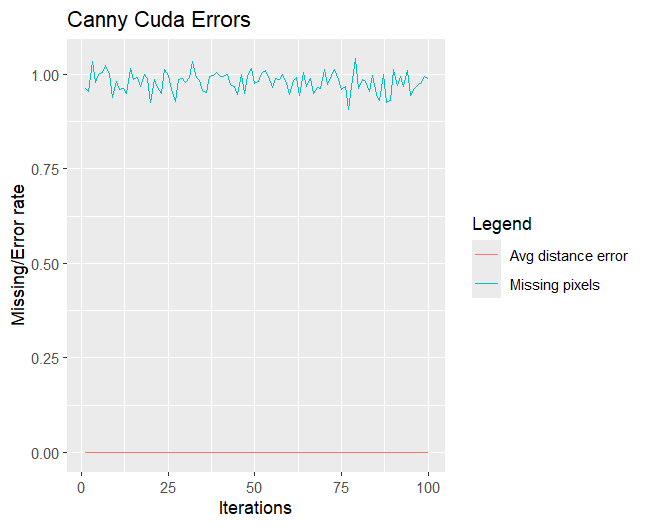 Canny Cuda Errors
1.00
0.75
0.50
0.25
0.00
Missing/Error rate
0
25
50
75
100
Iterations
Legend
Avg distance error
Missing pixels